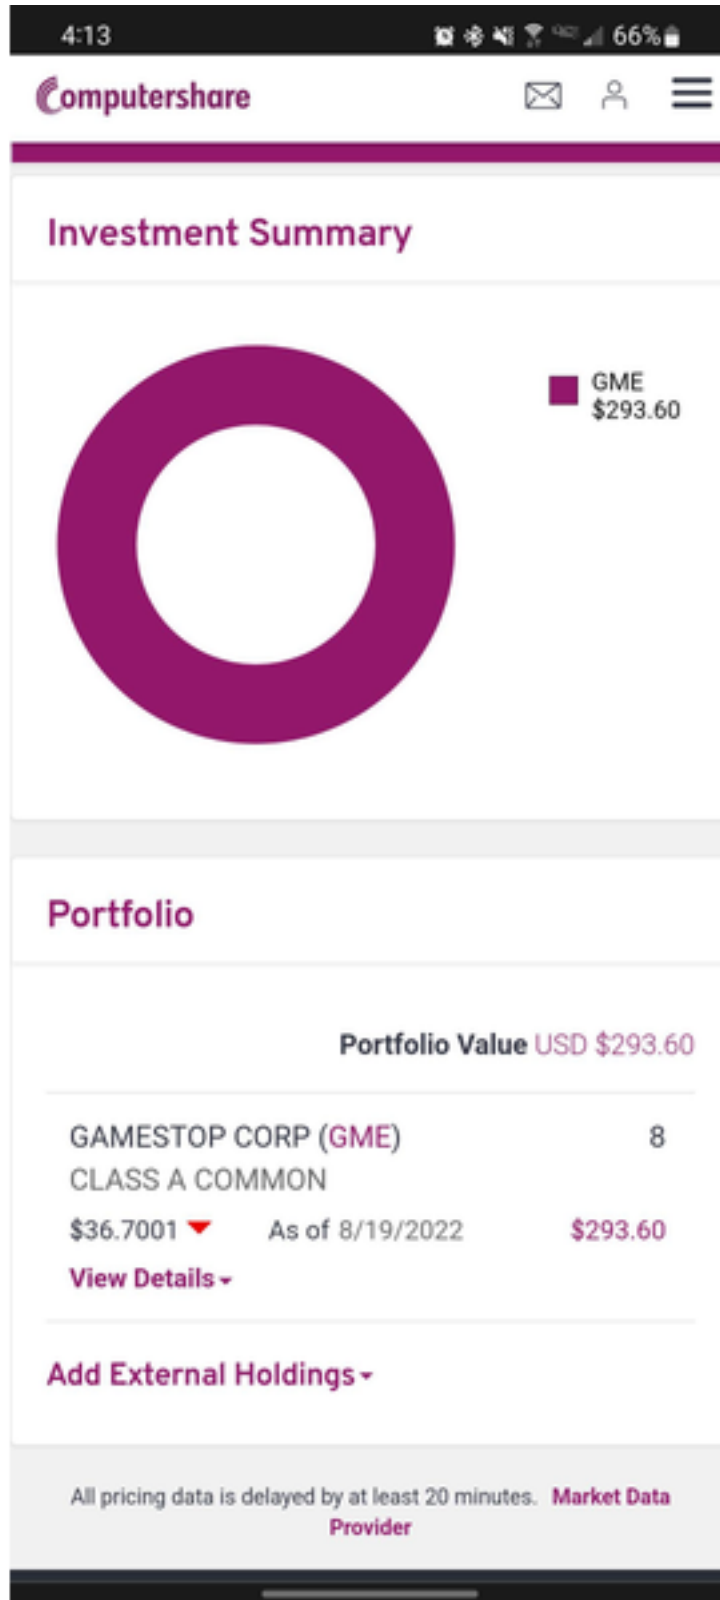 4:13
66%
Computershare
Investment Summary
GME
$293.60
Portfolio
Portfolio Value USD $293.60
GAMESTOP CORP (GME) 8
CLASS A COMMON
$36.7001 As of 8/19/2022 $293.60
View Details
Add External Holdings
All pricing data is delayed by at least 20 minutes. Market Data
Provider